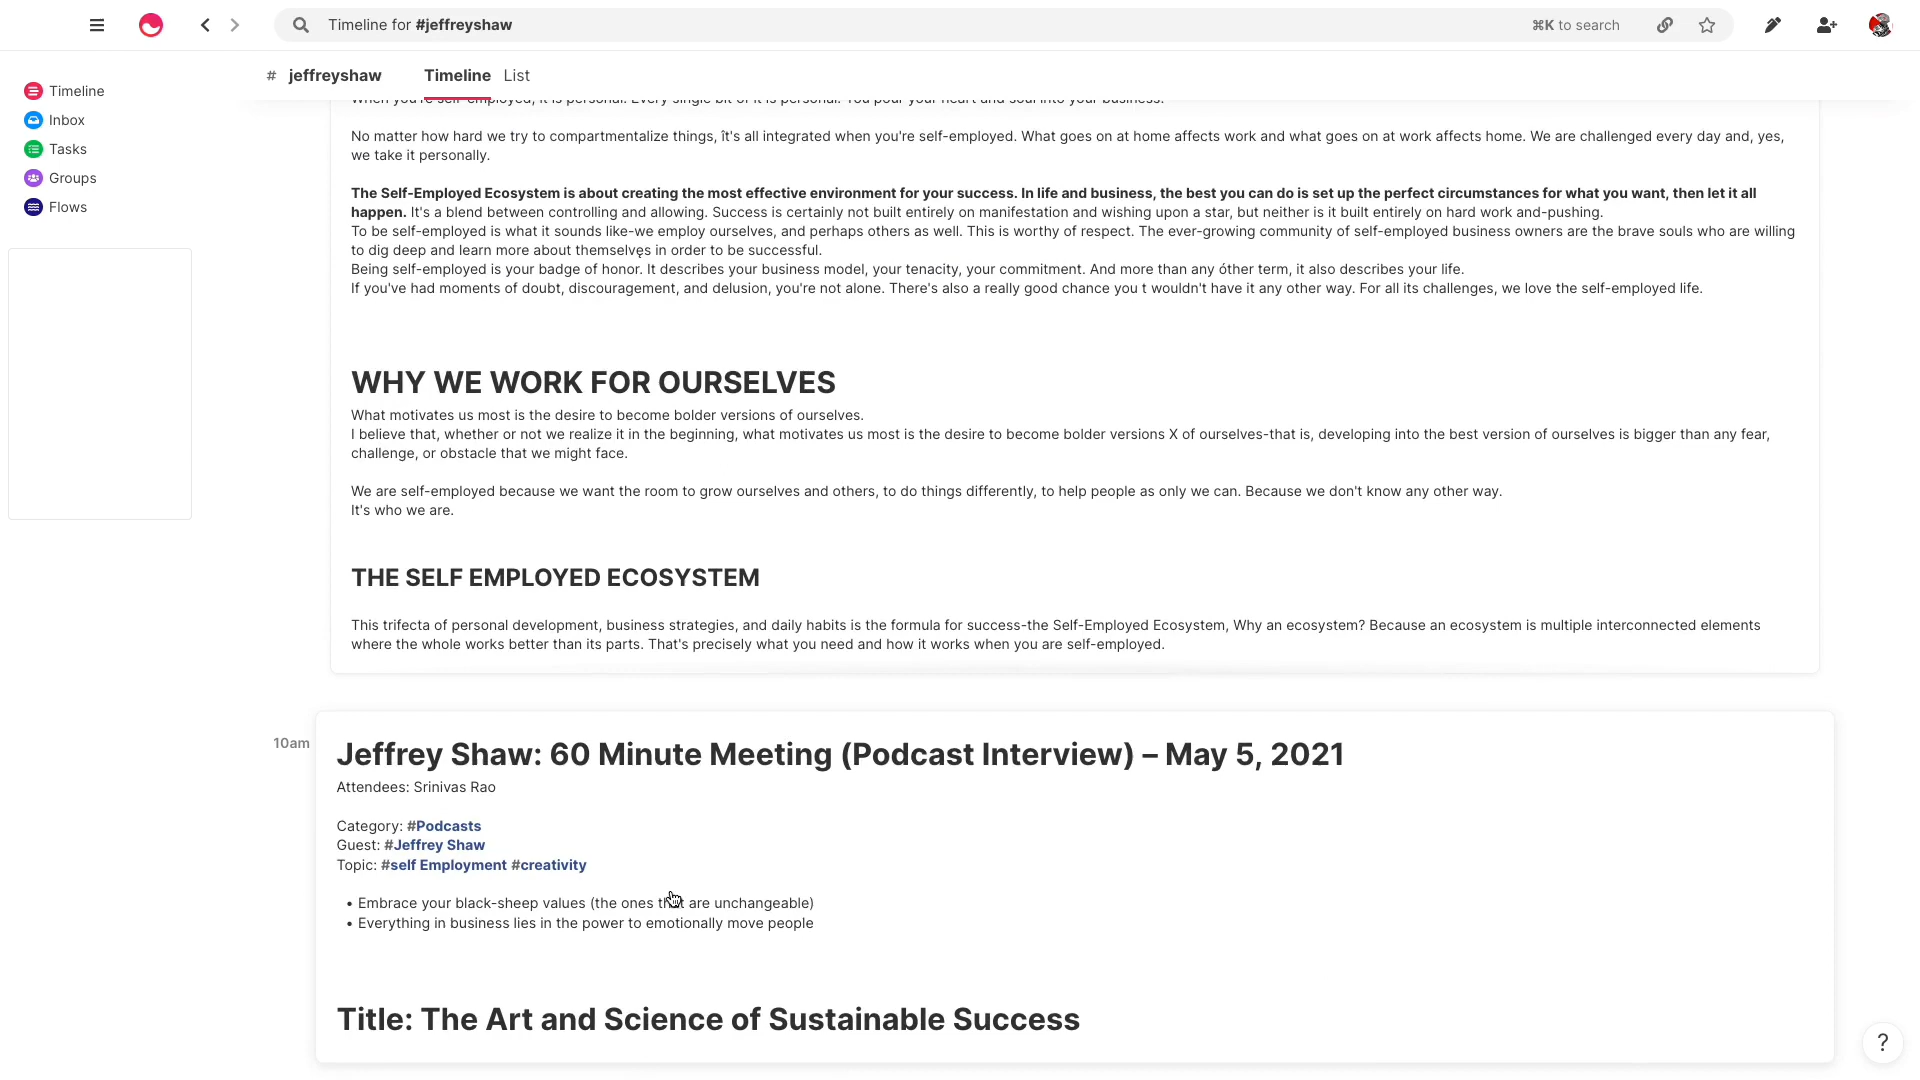 Timeline for #jeffreyshaw
⌘K to search
# jeffreyshaw
Timeline
List
Timeline
Inbox
Tasks
Groups
Flows
When you're self-employed, it is personal. Every single bit of it is personal. You pour your heart and soul into your business.
No matter how hard we try to compartmentalize things, ît's all integrated when you're self-employed. What goes on at home affects work and what goes on at work affects home. We are challenged every day and, yes,
we take it personally.
The Self-Employed Ecosystem is about creating the most effective environment for your success. In life and business, the best you can do is set up the perfect circumstances for what you want, then let it all
happen. It's a blend between controlling and allowing. Success is certainly not built entirely on manifestation and wishing upon a star, but neither is it built entirely on hard work and-pushing.
To be self-employed is what it sounds like-we employ ourselves, and perhaps others as well. This is worthy of respect. The ever-growing community of self-employed business owners are the brave souls who are willing
to dig deep and learn more about themselvęs in order to be successful.
Being self-employed is your badge of honor. It describes your business model, your tenacity, your commitment. And more than any óther term, it also describes your life.
If you've had moments of doubt, discouragement, and delusion, you're not alone. There's also a really good chance you t wouldn't have it any other way. For all its challenges, we love the self-employed life.
WHY WE WORK FOR OURSELVES
What motivates us most is the desire to become bolder versions of ourselves.
I believe that, whether or not we realize it in the beginning, what motivates us most is the desire to become bolder versions X of ourselves-that is, developing into the best version of ourselves is bigger than any fear,
challenge, or obstacle that we might face.
We are self-employed because we want the room to grow ourselves and others, to do things differently, to help people as only we can. Because we don't know any other way.
It's who we are.
THE SELF EMPLOYED ECOSYSTEM
This trifecta of personal development, business strategies, and daily habits is the formula for success-the Self-Employed Ecosystem, Why an ecosystem? Because an ecosystem is multiple interconnected elements
where the whole works better than its parts. That's precisely what you need and how it works when you are self-employed.
10am
Jeffrey Shaw: 60 Minute Meeting (Podcast Interview) – May 5, 2021
Attendees: Srinivas Rao
Category: #Podcasts
Guest: #Jeffrey Shaw
Topic: #self Employment #creativity
• Embrace your black-sheep values (the ones that are unchangeable)
• Everything in business lies in the power to emotionally move people
Title: The Art and Science of Sustainable Success
?